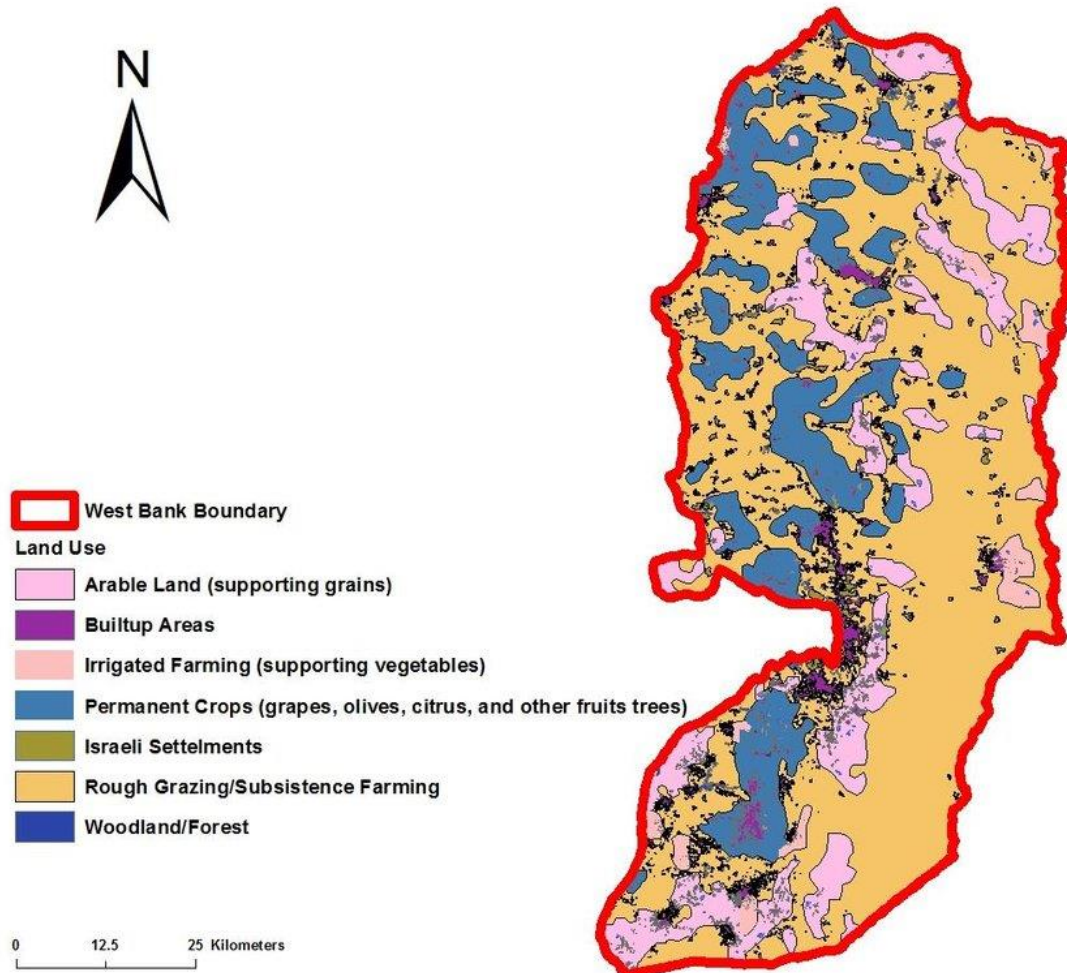 N
West Bank Boundary
Land Use
Arable Land (supporting grains)
Builtup Areas
Irrigated Farming (supporting vegetables)
Permanent Crops (grapes, olives, citrus, and other fruits trees)
Israeli Settelments
Rough Grazing/Subsistence Farming
Woodland/Forest
0 12.5 25 Kilometers